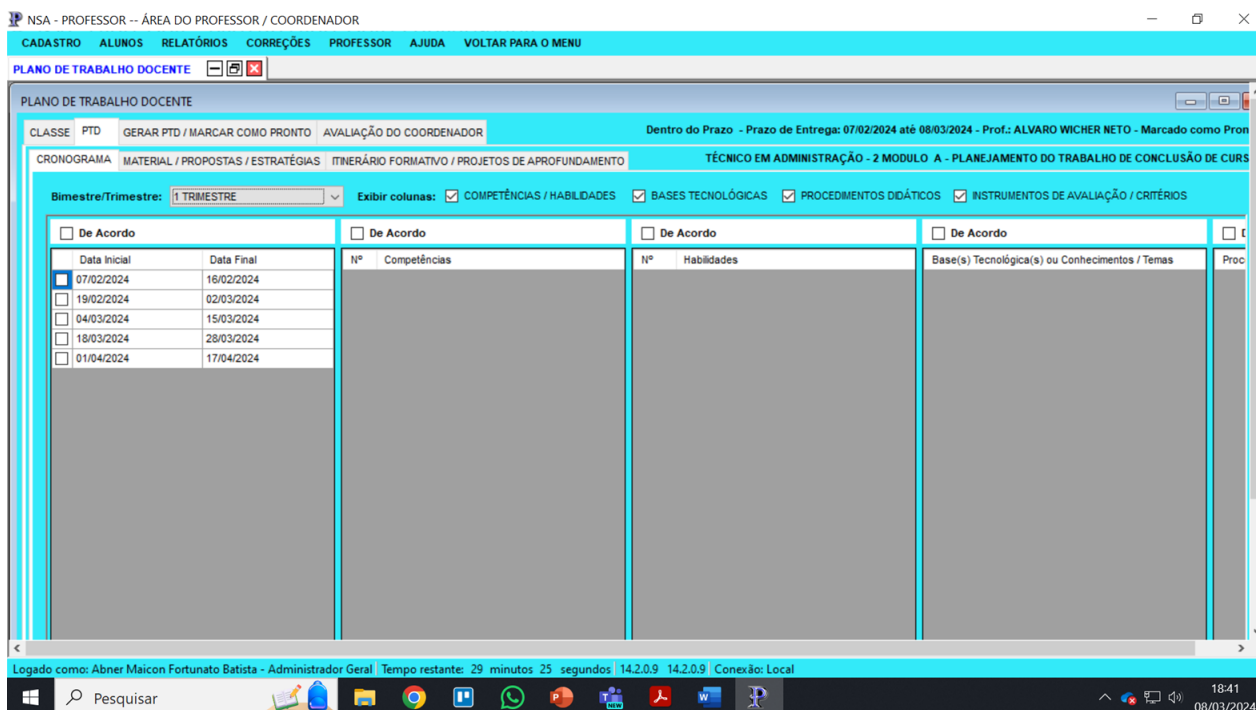 NSA - PROFESSOR -- ÁREA DO PROFESSOR / COORDENADOR
CADASTRO ALUNOS RELATÓRIOS CORREÇÕES PROFESSOR AJUDA VOLTAR PARA O MENU
PLANO DE TRABALHO DOCENTE
PLANO DE TRABALHO DOCENTE
CLASSE PTD GERAR PTD / MARCAR COMO PRONTO AVALIAÇÃO DO COORDENADOR Dentro do Prazo - Prazo de Entrega: 07/02/2024 até 08/03/2024 - Prof.: ALVARO WICHER NETO - Marcado como Pron
CRONOGRAMA MATERIAL / PROPOSTAS / ESTRATÉGIAS ITINERÁRIO FORMATIVO / PROJETOS DE APROFUNDAMENTO TÉCNICO EM ADMINISTRAÇÃO - 2 MODULO A - PLANEJAMENTO DO TRABALHO DE CONCLUSÃO DE CURS
Bimestre/Trimestre: 1 TRIMESTRE Exibir colunas: COMPETÊNCIAS / HABILIDADES BASES TECNOLÓGICAS PROCEDIMENTOS DIDÁTICOS INSTRUMENTOS DE AVALIAÇÃO / CRITÉRIOS
De Acordo De Acordo De Acordo De Acordo
Data Inicial Data Final Nº Competências Nº Habilidades Base(s) Tecnológica(s) ou Conhecimentos / Temas Proc
07/02/2024 16/02/2024
19/02/2024 02/03/2024
04/03/2024 15/03/2024
18/03/2024 28/03/2024
01/04/2024 17/04/2024
Logado como: Abner Maicon Fortunato Batista - Administrador Geral Tempo restante: 29 minutos 25 segundos 14.2.0.9 14.2.0.9 Conexão: Local
Pesquisar 18:41
08/03/2024